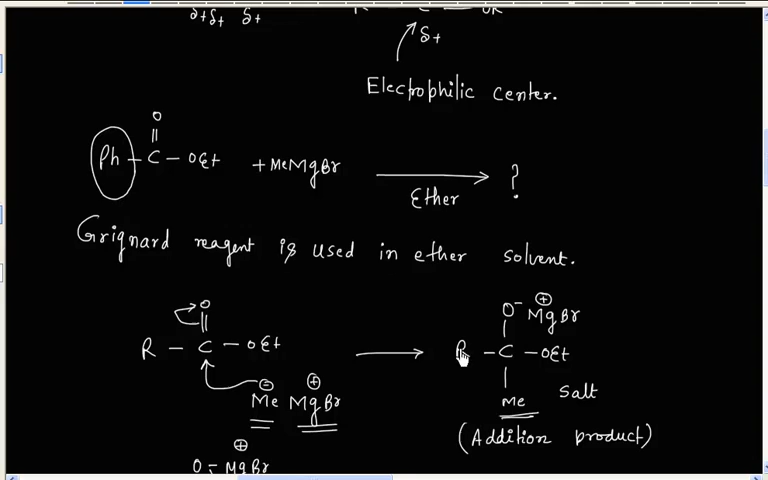 δ+ δ+ δ+
δ+
Electrophilic center.
O
Ph – C – OEt + MeMgBr Ether ?
Grignard reagent is used in ether solvent.
O O⁻ ⊕MgBr
R – C – OEt R – C – OEt
⊖Me ⊕MgBr Me Salt
(Addition product)
⊕
O – MgBr